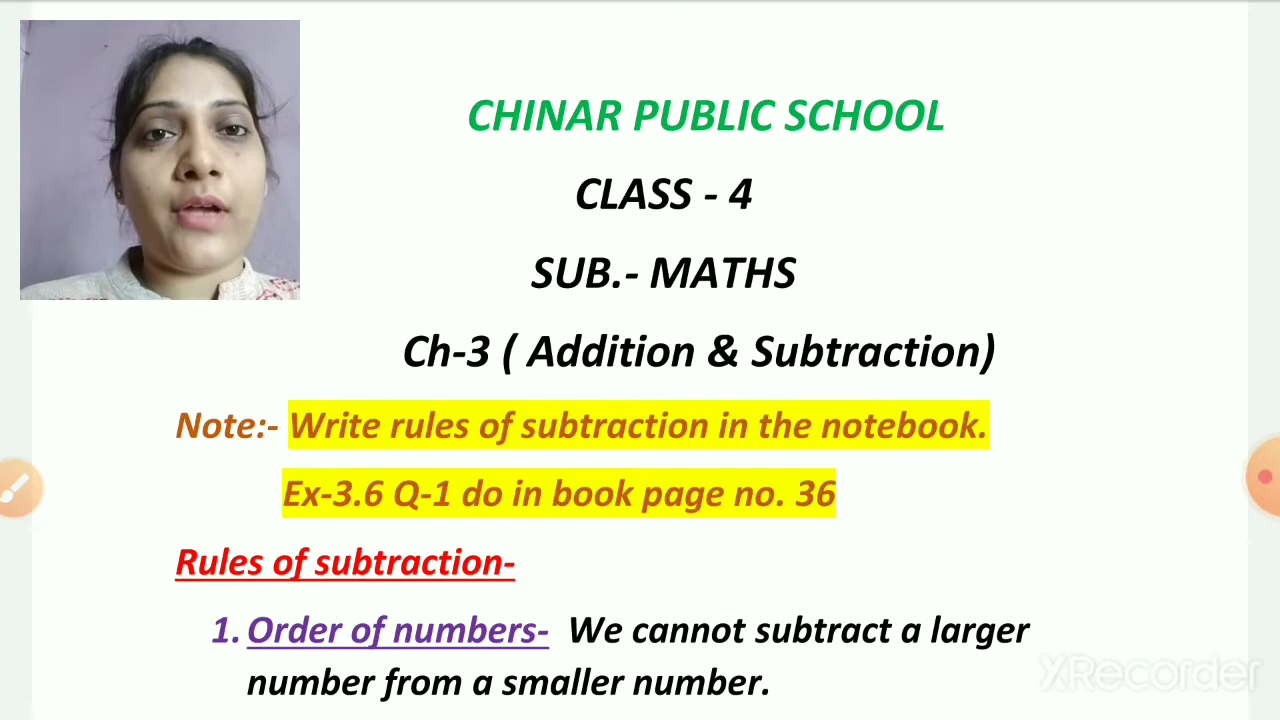 CHINAR PUBLIC SCHOOL
CLASS - 4
SUB.- MATHS
Ch-3 ( Addition & Subtraction)
Note:- Write rules of subtraction in the notebook.
Ex-3.6 Q-1 do in book page no. 36
Rules of subtraction-
1. Order of numbers- We cannot subtract a larger
number from a smaller number.
XRecorder